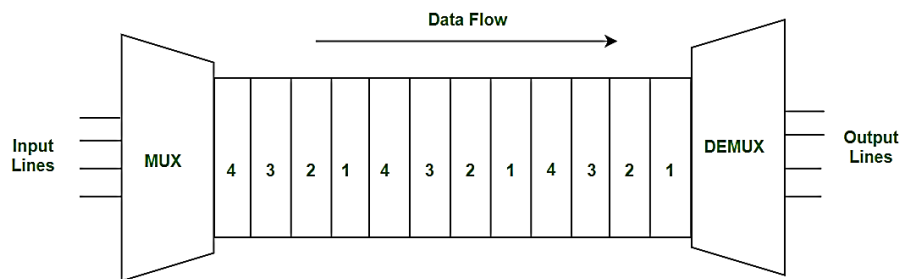 Data Flow
Input
Lines
MUX
4 3 2 1 4 3 2 1 4 3 2 1
DEMUX
Output
Lines